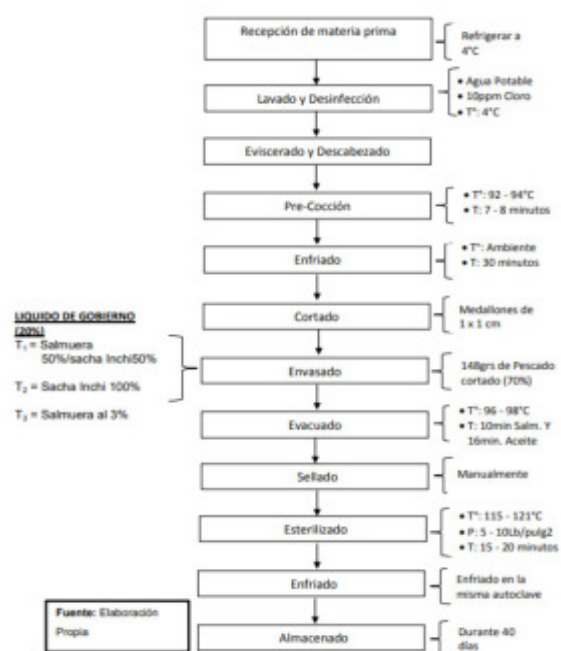 Recepción de materia prima
Refrigerar a
4°C
Lavado y Desinfección
• Agua Potable
• 10ppm Cloro
• T°: 4°C
Eviscerado y Descabezado
Pre-Cocción
• T°: 92 - 94°C
• T: 7 - 8 minutos
Enfriado
• T°: Ambiente
• T: 30 minutos
Cortado
Medallones de
1 x 1 cm
LIQUIDO DE GOBIERNO
(20%)
T₁ = Salmuera
50%/sacha Inchi50%
T₂ = Sacha Inchi 100%
T₃ = Salmuera al 3%
Envasado
148grs de Pescado
cortado (70%)
Evacuado
• T°: 96 - 98°C
• T: 10min Salm. Y
16min. Aceite
Sellado
Manualmente
Esterilizado
• T°: 115 - 121°C
• P: 5 - 10Lb/pulg2
• T: 15 - 20 minutos
Enfriado
Enfriado en la
misma autoclave
Almacenado
Durante 40
días
Fuente: Elaboración
Propia